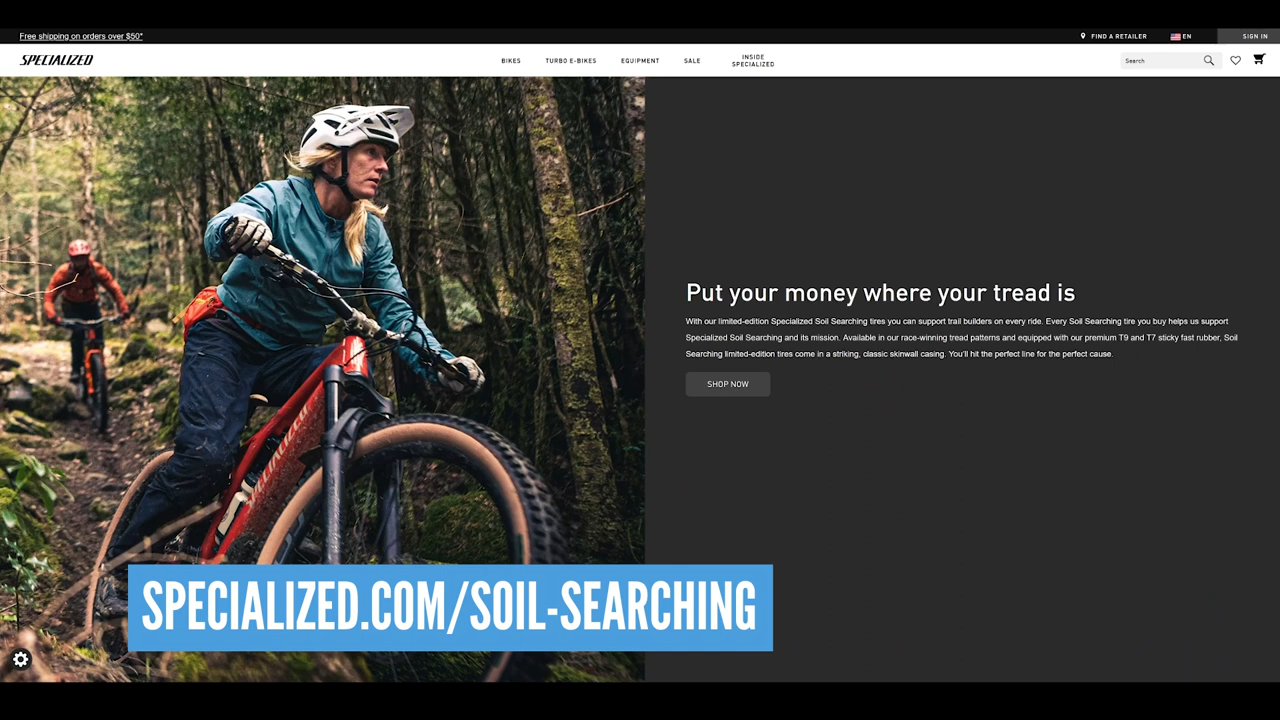 Free shipping on orders over $50*
FIND A RETAILER
EN
SIGN IN
SPECIALIZED
BIKES
TURBO E-BIKES
EQUIPMENT
SALE
INSIDE
SPECIALIZED
Search
Put your money where your tread is
With our limited-edition Specialized Soil Searching tires you can support trail builders on every ride. Every Soil Searching tire you buy helps us support
Specialized Soil Searching and its mission. Available in our race-winning tread patterns and equipped with our premium T9 and T7 sticky fast rubber, Soil
Searching limited-edition tires come in a striking, classic skinwall casing. You'll hit the perfect line for the perfect cause.
SHOP NOW
SPECIALIZED
SPECIALIZED.COM/SOIL-SEARCHING